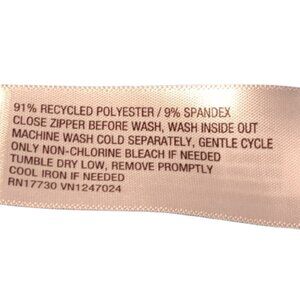 91% RECYCLED POLYESTER / 9% SPANDEX
CLOSE ZIPPER BEFORE WASH, WASH INSIDE OUT
MACHINE WASH COLD SEPARATELY, GENTLE CYCLE
ONLY NON-CHLORINE BLEACH IF NEEDED
TUMBLE DRY LOW, REMOVE PROMPTLY
COOL IRON IF NEEDED
RN17730 VN1247024